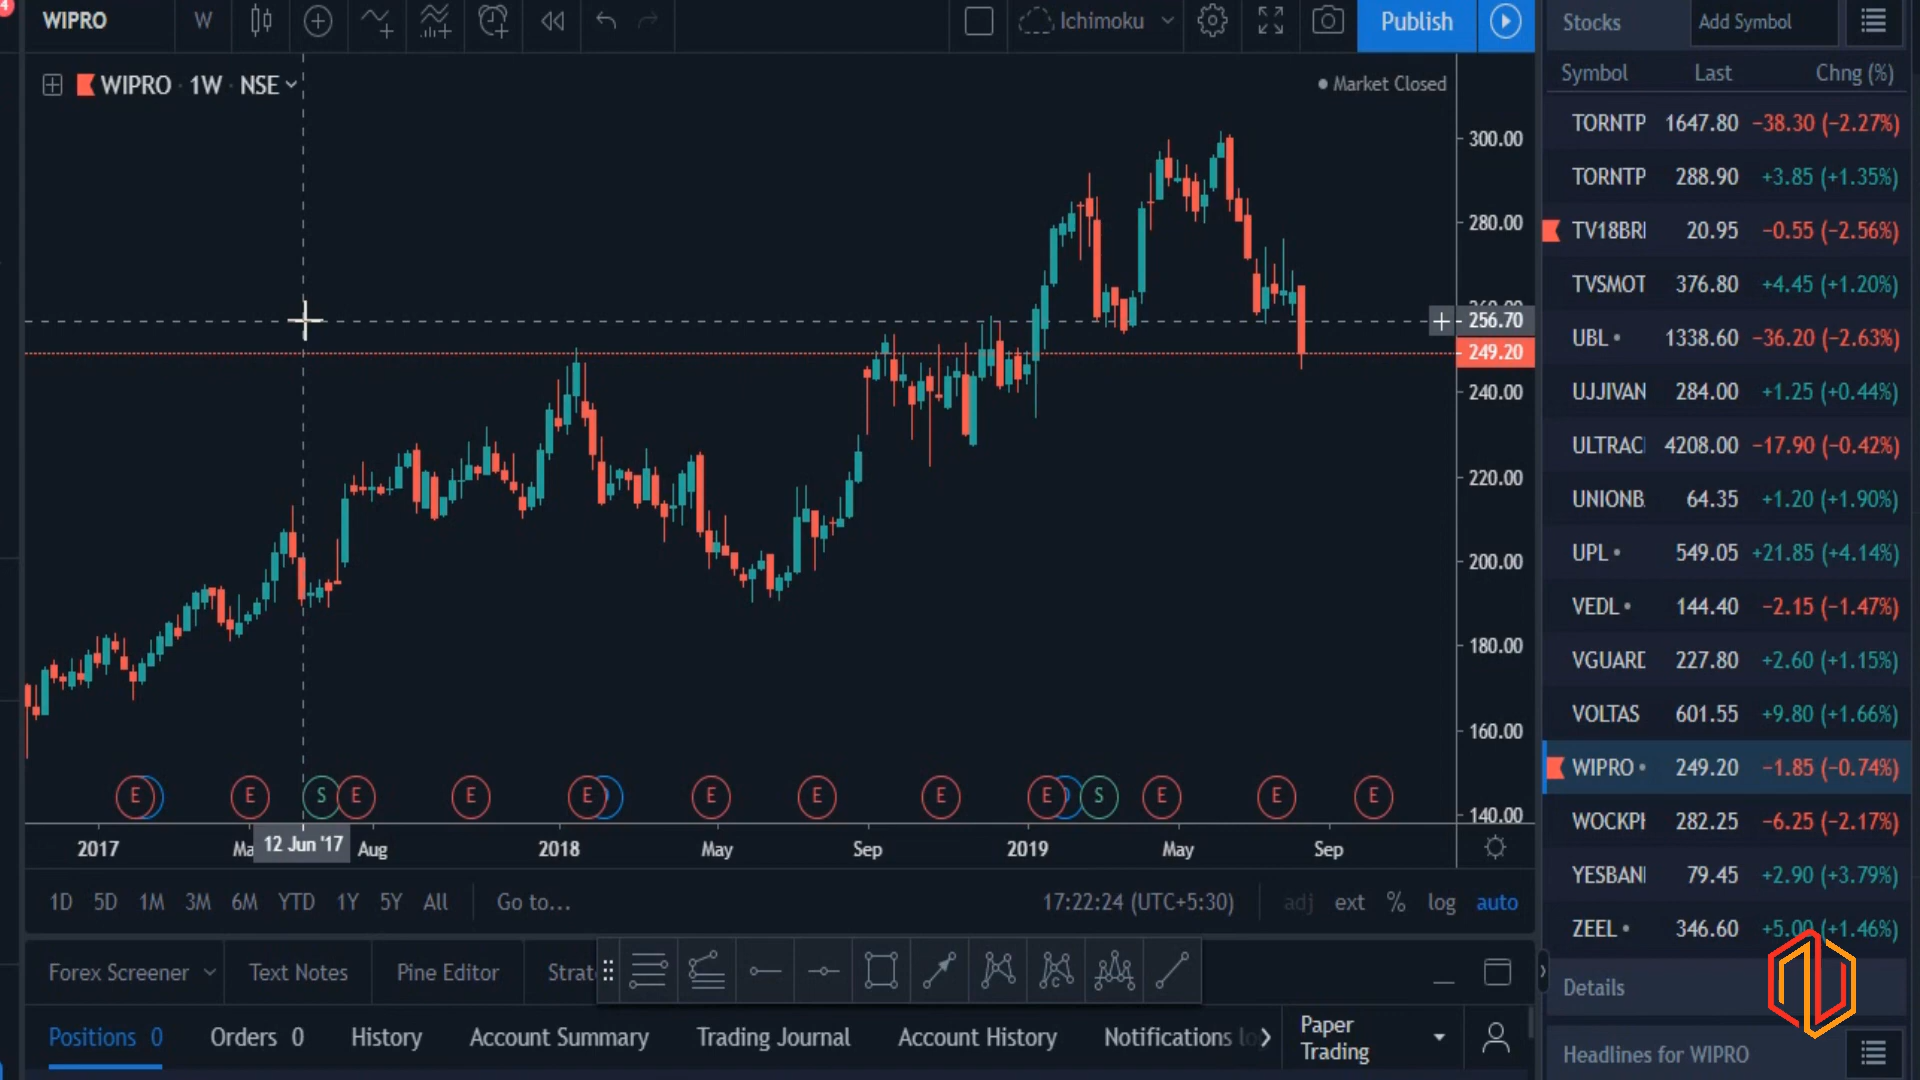 4
WIPRO
W
Ichimoku
Publish
WIPRO · 1W · NSE
Market Closed
300.00
280.00
256.70
249.20
240.00
220.00
200.00
180.00
160.00
140.00
E E S E E E E E E E S E E E
2017 12 Jun '17 Aug 2018 May Sep 2019 May Sep
1D 5D 1M 3M 6M YTD 1Y 5Y All Go to...
17:22:24 (UTC+5:30) adj ext % log auto
Forex Screener Text Notes Pine Editor Strat
Positions 0 Orders 0 History Account Summary Trading Journal Account History Notifications lo
Paper
Trading
Stocks Add Symbol
Symbol Last Chng (%)
TORNTP 1647.80 −38.30 (−2.27%)
TORNTP 288.90 +3.85 (+1.35%)
TV18BRI 20.95 −0.55 (−2.56%)
TVSMOT 376.80 +4.45 (+1.20%)
UBL 1338.60 −36.20 (−2.63%)
UJJIVAN 284.00 +1.25 (+0.44%)
ULTRAC 4208.00 −17.90 (−0.42%)
UNIONB 64.35 +1.20 (+1.90%)
UPL 549.05 +21.85 (+4.14%)
VEDL 144.40 −2.15 (−1.47%)
VGUARD 227.80 +2.60 (+1.15%)
VOLTAS 601.55 +9.80 (+1.66%)
WIPRO 249.20 −1.85 (−0.74%)
WOCKPH 282.25 −6.25 (−2.17%)
YESBAN 79.45 +2.90 (+3.79%)
ZEEL 346.60 +5.00 (+1.46%)
Details
Headlines for WIPRO